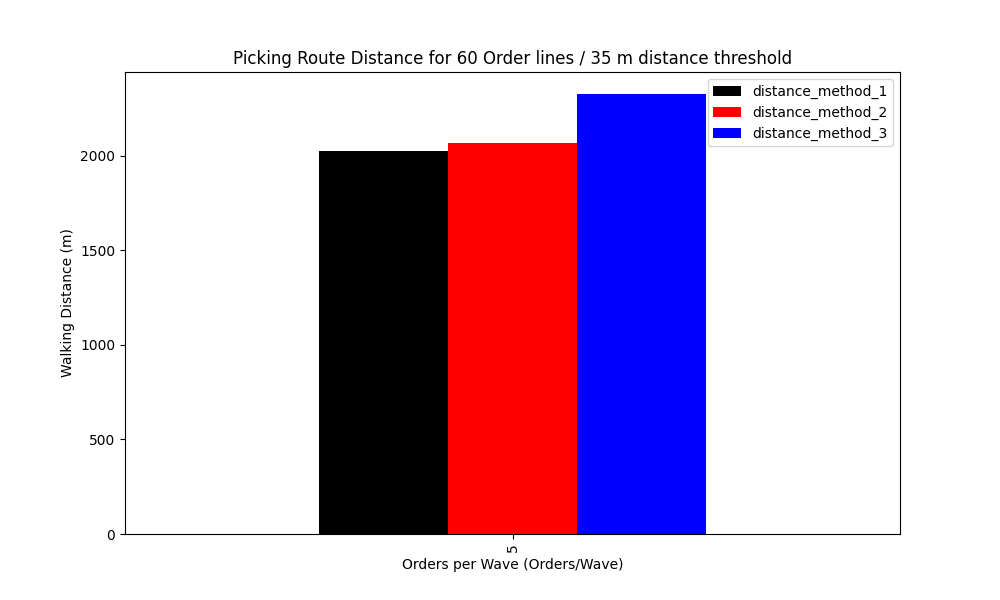 Picking Route Distance for 60 Order lines / 35 m distance threshold
distance_method_1
distance_method_2
distance_method_3
Walking Distance (m)
2000
1500
1000
500
0
5
Orders per Wave (Orders/Wave)